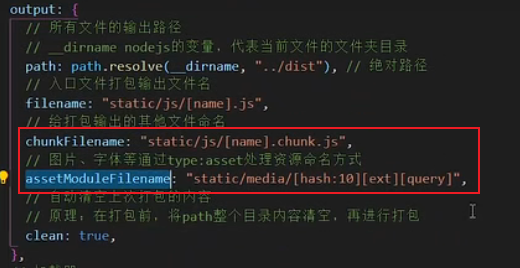 output: {
// 所有文件的输出路径
// __dirname nodejs的变量，代表当前文件的文件夹目录
path: path.resolve(__dirname, "../dist"), // 绝对路径
// 入口文件打包输出文件名
filename: "static/js/[name].js",
// 给打包输出的其他文件命名
chunkFilename: "static/js/[name].chunk.js",
// 图片、字体等通过type:asset处理资源命名方式
assetModuleFilename: "static/media/[hash:10][ext][query]",
// 自动清空上次打包的内容
// 原理：在打包前，将path整个目录内容清空，再进行打包
clean: true,
},